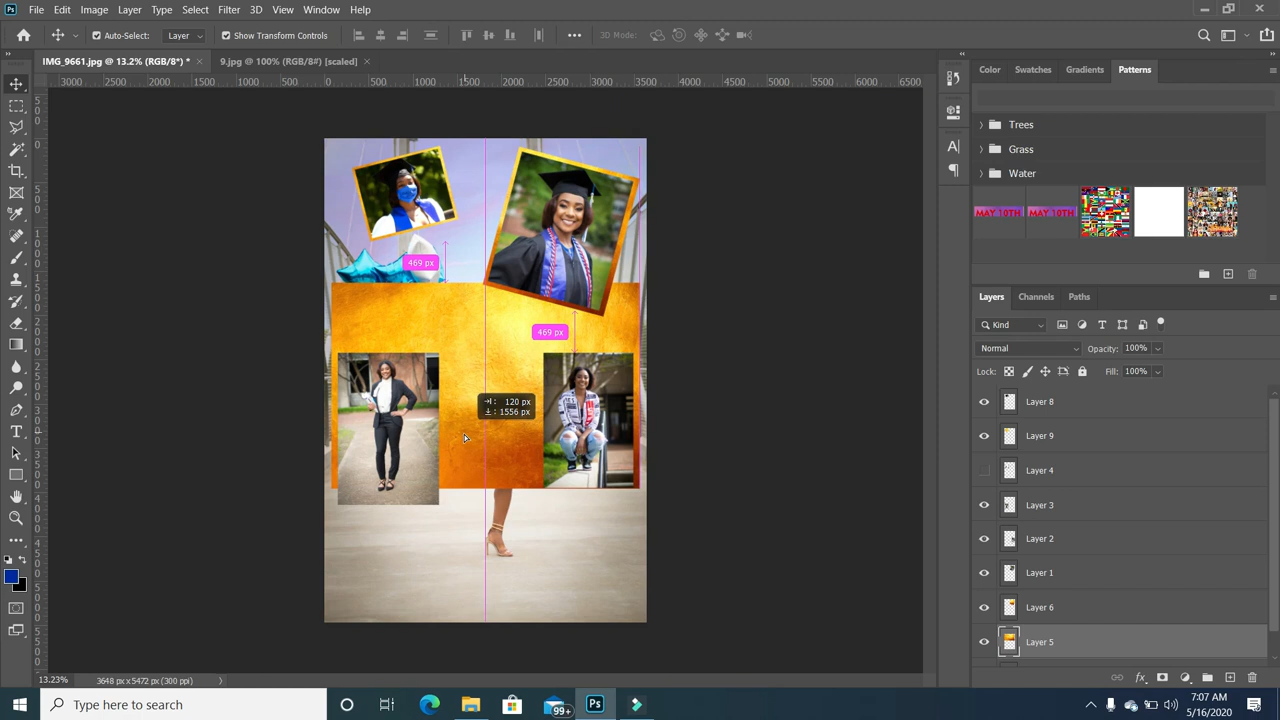 Ps File Edit Image Layer Type Select Filter 3D View Window Help
Auto-Select: Layer Show Transform Controls 3D Mode:
IMG_9661.jpg @ 13.2% (RGB/8*) * × 9.jpg @ 100% (RGB/8#) [scaled] ×
3000 2500 2000 1500 1000 500 0 500 1000 1500 2000 2500 3000 3500 4000 4500 5000 5500 6000 6500
Color Swatches Gradients Patterns
Trees
Grass
Water
MAY 10TH MAY 10TH
469 px
469 px
120 px
1556 px
Layers Channels Paths
Kind
Normal Opacity: 100%
Lock: Fill: 100%
Layer 8
Layer 9
Layer 4
Layer 3
Layer 2
Layer 1
Layer 6
Layer 5
13.23% 3648 px x 5472 px (300 ppi)
Type here to search
99+
Ps
7:07 AM
5/16/2020